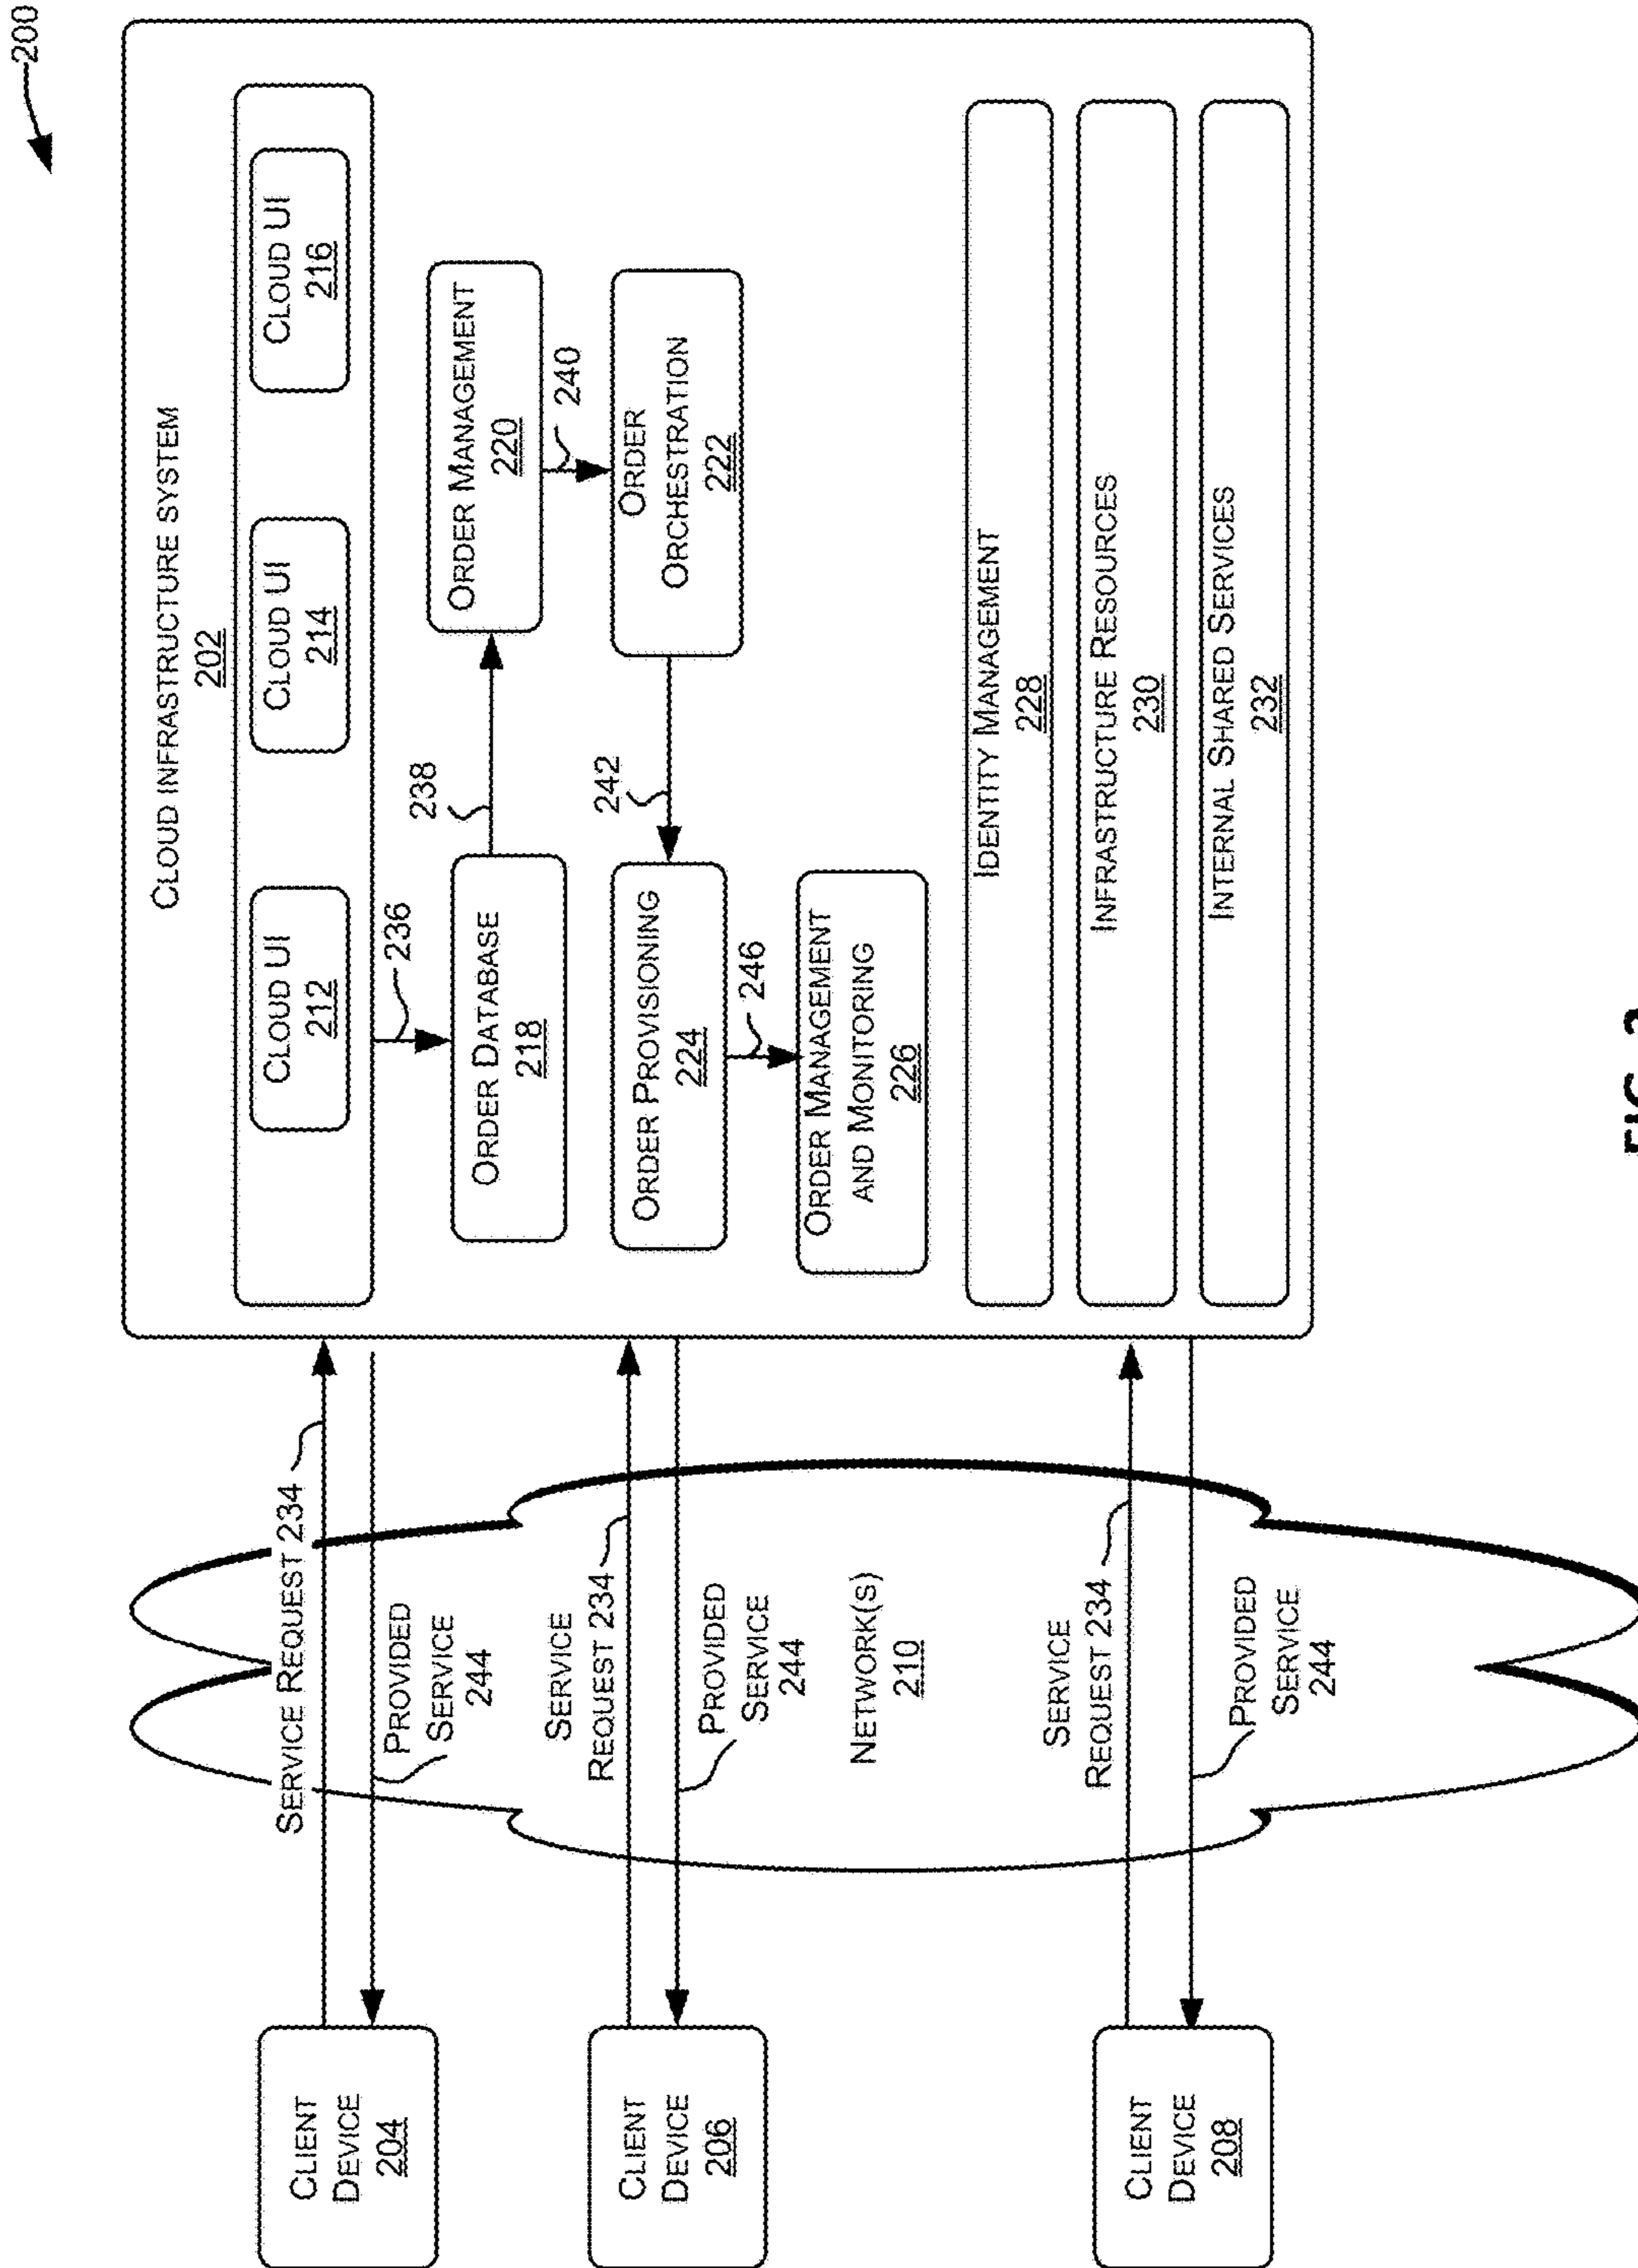 200
CLOUD INFRASTRUCTURE SYSTEM
202
CLOUD UI
212
CLOUD UI
214
CLOUD UI
216
236
ORDER DATABASE
218
238
ORDER MANAGEMENT
220
240
ORDER
ORCHESTRATION
222
242
ORDER PROVISIONING
224
246
ORDER MANAGEMENT
AND MONITORING
226
IDENTITY MANAGEMENT
228
INFRASTRUCTURE RESOURCES
230
INTERNAL SHARED SERVICES
232
SERVICE REQUEST 234
PROVIDED
SERVICE
244
SERVICE
REQUEST 234
PROVIDED
SERVICE
244
NETWORK(S)
210
SERVICE
REQUEST 234
PROVIDED
SERVICE
244
CLIENT
DEVICE
204
CLIENT
DEVICE
206
CLIENT
DEVICE
208